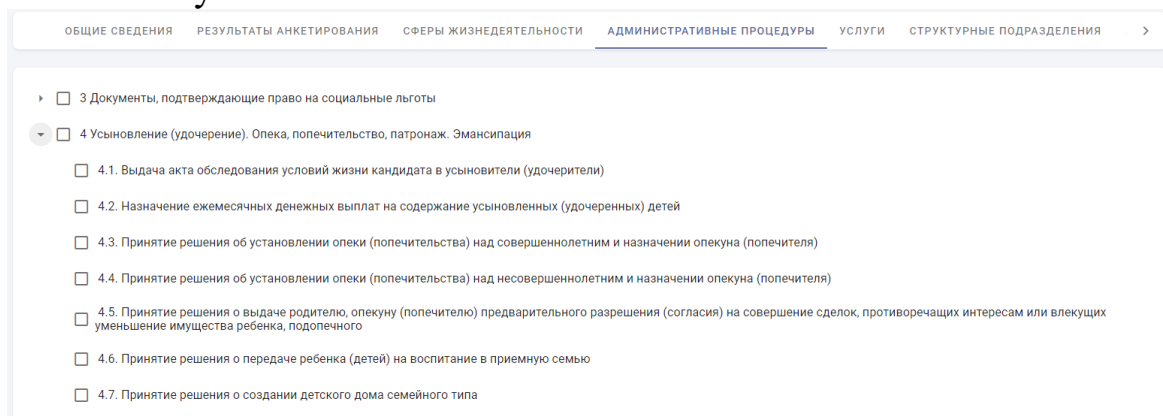 ОБЩИЕ СВЕДЕНИЯ РЕЗУЛЬТАТЫ АНКЕТИРОВАНИЯ СФЕРЫ ЖИЗНЕДЕЯТЕЛЬНОСТИ АДМИНИСТРАТИВНЫЕ ПРОЦЕДУРЫ УСЛУГИ СТРУКТУРНЫЕ ПОДРАЗДЕЛЕНИЯ
3 Документы, подтверждающие право на социальные льготы
4 Усыновление (удочерение). Опека, попечительство, патронаж. Эмансипация
4.1. Выдача акта обследования условий жизни кандидата в усыновители (удочерители)
4.2. Назначение ежемесячных денежных выплат на содержание усыновленных (удочеренных) детей
4.3. Принятие решения об установлении опеки (попечительства) над совершеннолетним и назначении опекуна (попечителя)
4.4. Принятие решения об установлении опеки (попечительства) над несовершеннолетним и назначении опекуна (попечителя)
4.5. Принятие решения о выдаче родителю, опекуну (попечителю) предварительного разрешения (согласия) на совершение сделок, противоречащих интересам или влекущих
уменьшение имущества ребенка, подопечного
4.6. Принятие решения о передаче ребенка (детей) на воспитание в приемную семью
4.7. Принятие решения о создании детского дома семейного типа